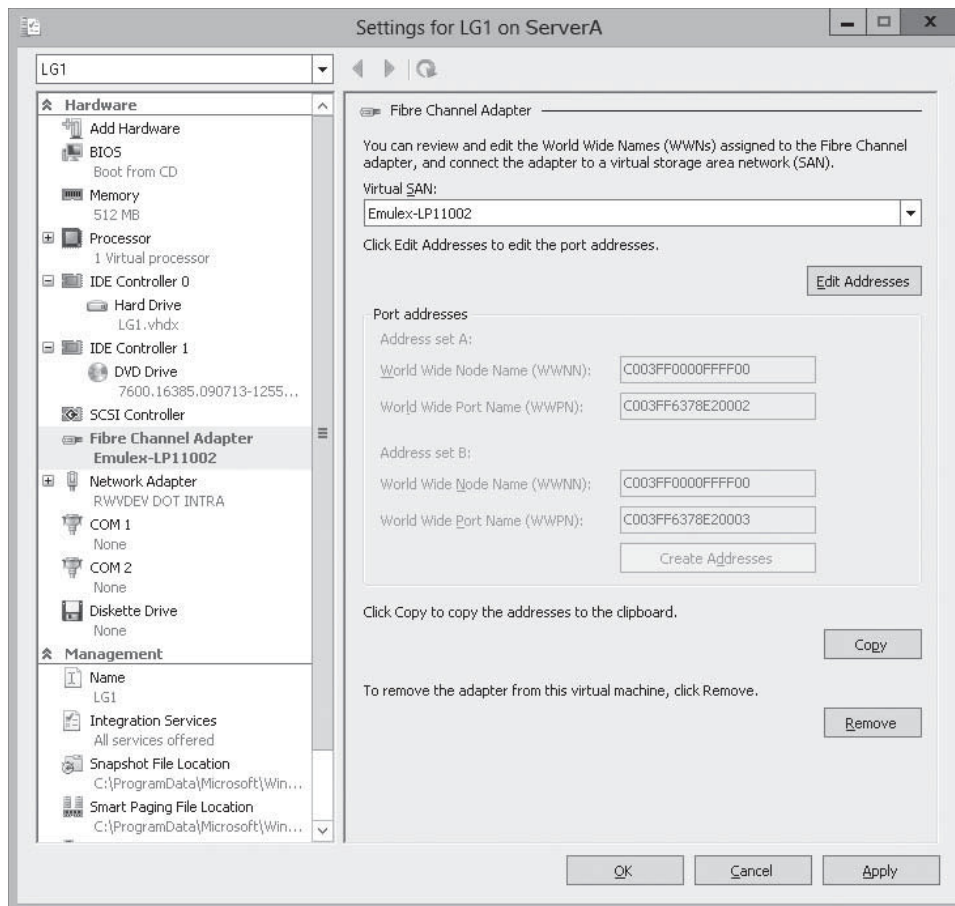 Settings for LG1 on ServerA
LG1
Hardware
Add Hardware
BIOS
Boot from CD
Memory
512 MB
Processor
1 Virtual processor
IDE Controller 0
Hard Drive
LG1.vhdx
IDE Controller 1
DVD Drive
7600.16385.090713-1255...
SCSI Controller
Fibre Channel Adapter
Emulex-LP11002
Network Adapter
RWVDEV DOT INTRA
COM 1
None
COM 2
None
Diskette Drive
None
Management
Name
LG1
Integration Services
All services offered
Snapshot File Location
C:\ProgramData\Microsoft\Win...
Smart Paging File Location
C:\ProgramData\Microsoft\Win...
Fibre Channel Adapter
You can review and edit the World Wide Names (WWNs) assigned to the Fibre Channel
adapter, and connect the adapter to a virtual storage area network (SAN).
Virtual SAN:
Emulex-LP11002
Click Edit Addresses to edit the port addresses.
Edit Addresses
Port addresses
Address set A:
World Wide Node Name (WWNN): C003FF0000FFFF00
World Wide Port Name (WWPN): C003FF6378E20002
Address set B:
World Wide Node Name (WWNN): C003FF0000FFFF00
World Wide Port Name (WWPN): C003FF6378E20003
Create Addresses
Click Copy to copy the addresses to the clipboard.
Copy
To remove the adapter from this virtual machine, click Remove.
Remove
OK Cancel Apply